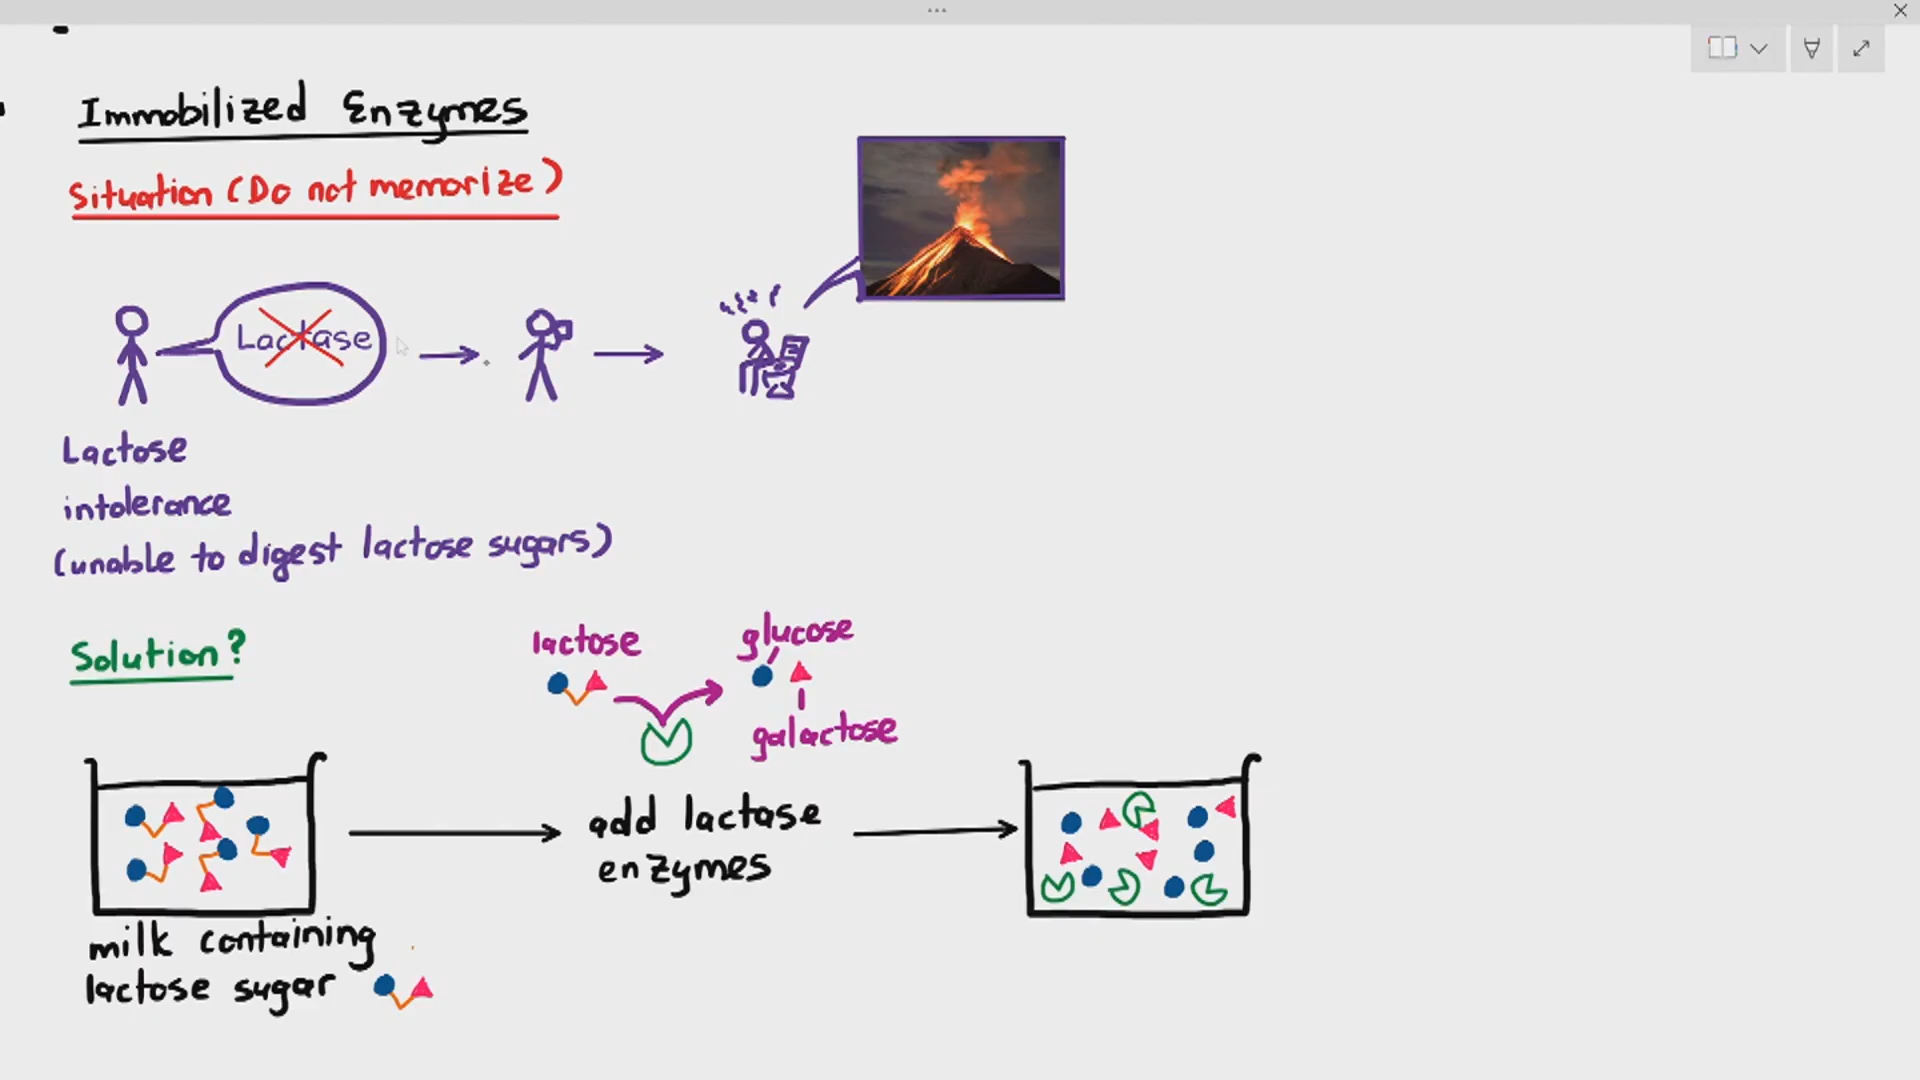 Immobilized Enzymes
Situation (Do not memorize)
Lactase
Lactose
intolerance
(unable to digest lactose sugars)
Solution?
lactose
glucose
galactose
add lactase
enzymes
milk containing
lactose sugar